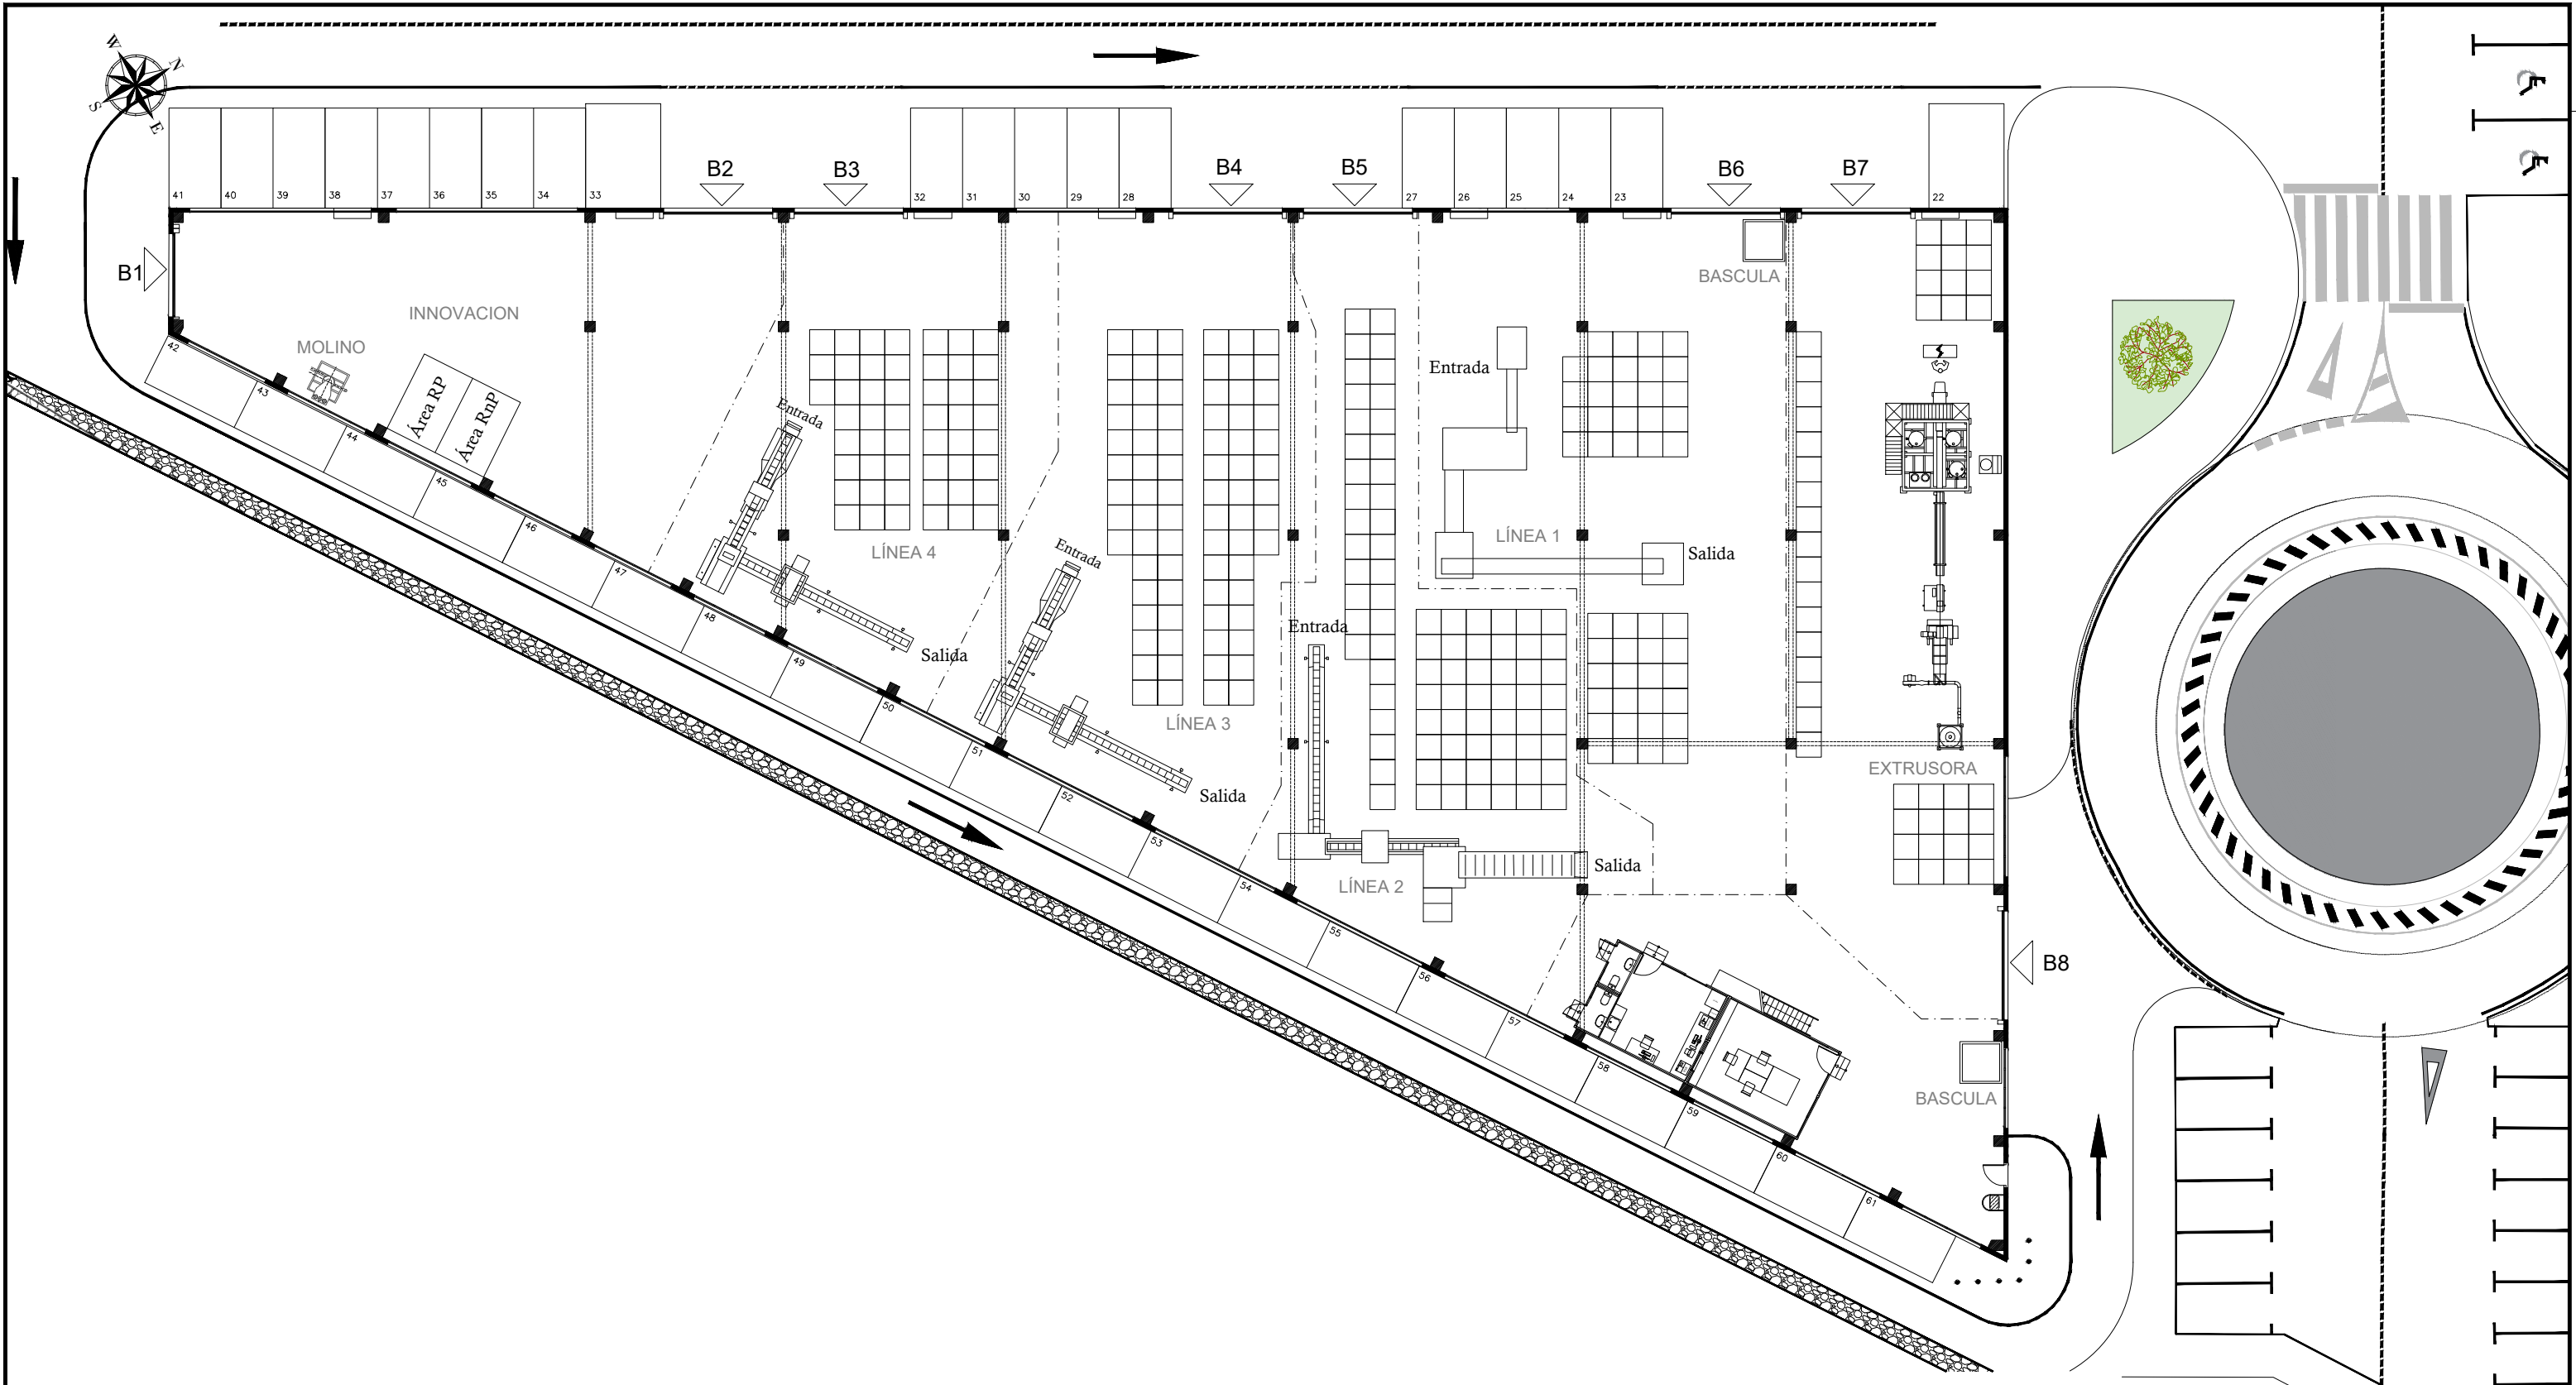 W
N
S
E
B2
B3
B4
B5
B6
B7
41
40
39
38
37
36
35
34
33
32
31
30
29
28
27
26
25
24
23
22
B1
BASCULA
INNOVACION
MOLINO
42
43
44
45
46
47
48
49
50
51
52
53
54
55
56
57
58
59
60
61
Área RP
Área RnP
Entrada
LÍNEA 4
Salida
Entrada
LÍNEA 3
Salida
Entrada
LÍNEA 1
Salida
Entrada
LÍNEA 2
Salida
EXTRUSORA
B8
BASCULA